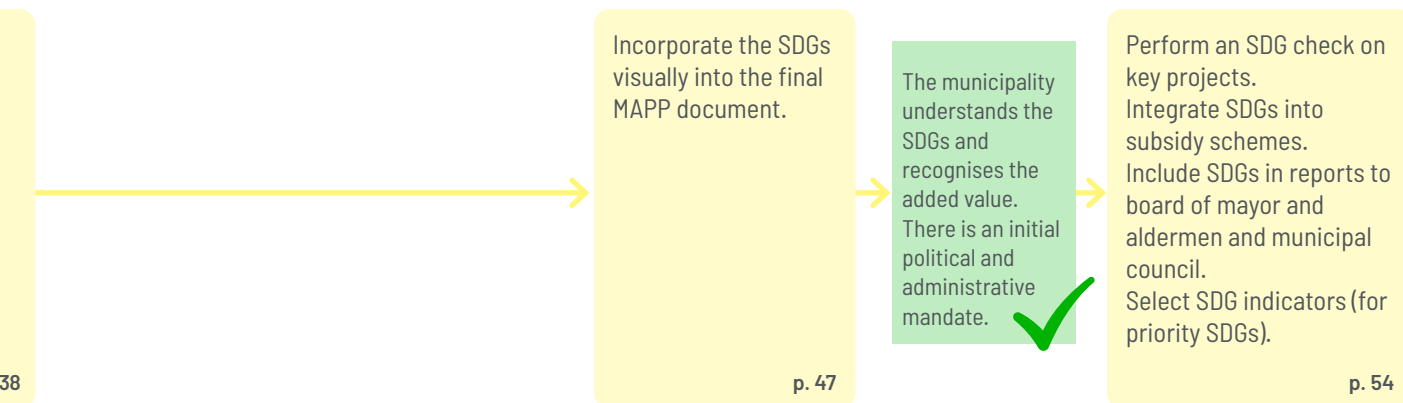 38
Incorporate the SDGs
visually into the final
MAPP document.
p. 47
The municipality
understands the
SDGs and
recognises the
added value.
There is an initial
political and
administrative
mandate.
Perform an SDG check on
key projects.
Integrate SDGs into
subsidy schemes.
Include SDGs in reports to
board of mayor and
aldermen and municipal
council.
Select SDG indicators (for
priority SDGs).
p. 54